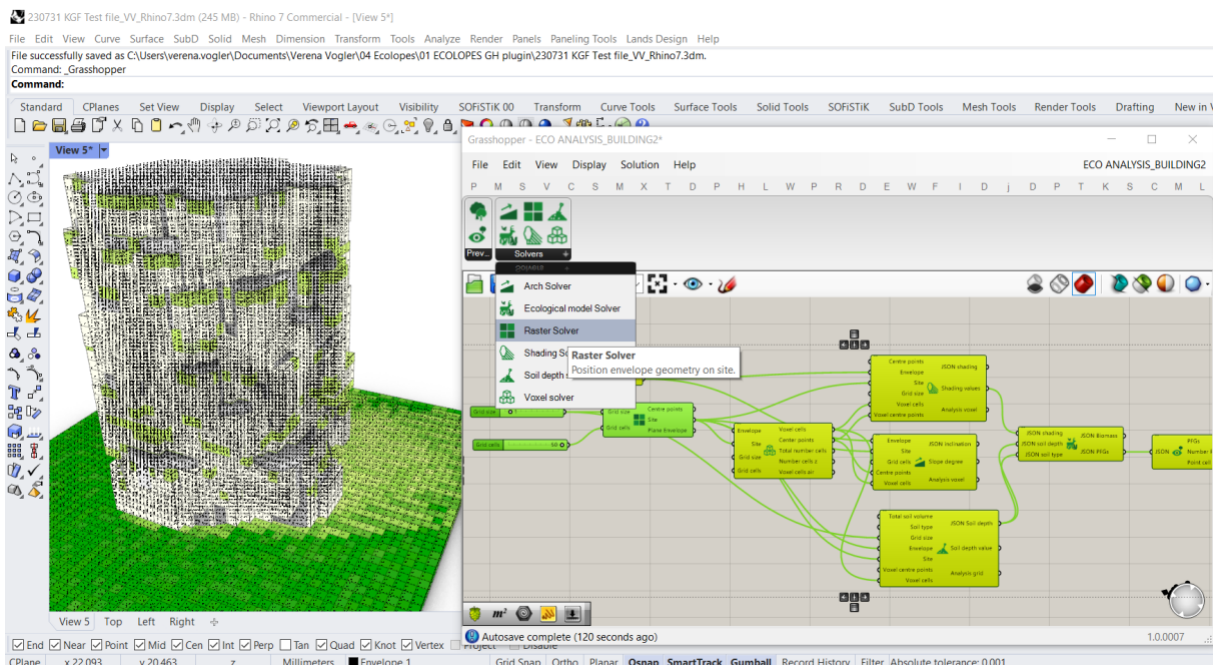 230731 KGF Test file_VV_Rhino7.3dm (245 MB) - Rhino 7 Commercial - [View 5*]
File Edit View Curve Surface SubD Solid Mesh Dimension Transform Tools Analyze Render Panels Paneling Tools Lands Design Help
File successfully saved as C:\Users\verena.vogler\Documents\Verena Vogler\04 Ecolopes\01 ECOLOPES GH plugin\230731 KGF Test file_VV_Rhino7.3dm.
Command: _Grasshopper
Command:
Standard CPlanes Set View Display Select Viewport Layout Visibility SOFiSTiK 00 Transform Curve Tools Surface Tools Solid Tools SOFiSTiK SubD Tools Mesh Tools Render Tools Drafting New in V
View 5*
Grasshopper - ECO ANALYSIS_BUILDING2*
File Edit View Display Solution Help
ECO ANALYSIS_BUILDING2
P M S V C S M X T D P H L W P R D E W F I D j D P T K S C M L
Prev...
Solvers +
Arch Solver
Ecological model Solver
Raster Solver
Shading So
Soil depth s
Voxel solver
Raster Solver
Position envelope geometry on site.
Grid size 0 1
Grid cells 50 0
Grid size
Grid cells
Centre points
Site
Plane Envelope
Envelope
Site
Grid size
Grid cells
Voxel cells
Center points
Total number cells
Number cells z
Voxel cells air
Centre points
Envelope
Site
Grid size
Voxel cells
Voxel centre points
JSON shading
Shading values
Analysis voxel
Envelope
Site
Grid cells
Centre points
Voxel cells
JSON Inclination
Slope degree
Analysis voxel
Total soil volume
Soil type
Grid size
Envelope
Site
Voxel centre points
Voxel cells
JSON Soil depth
Soil depth value
Analysis grid
JSON shading
JSON soil depth
JSON soil type
JSON Biomass
JSON PFGs
JSON
PFGs
Number
Point cell
m²
Autosave complete (120 seconds ago)
1.0.0007
View 5 Top Left Right
End Near Point Mid Cen Int Perp Tan Quad Knot Vertex Project Disable
CPlane x 22.093 y 20.463 z Millimeters Envelope 1 Grid Snap Ortho Planar Osnap SmartTrack Gumball Record History Filter Absolute tolerance: 0.001